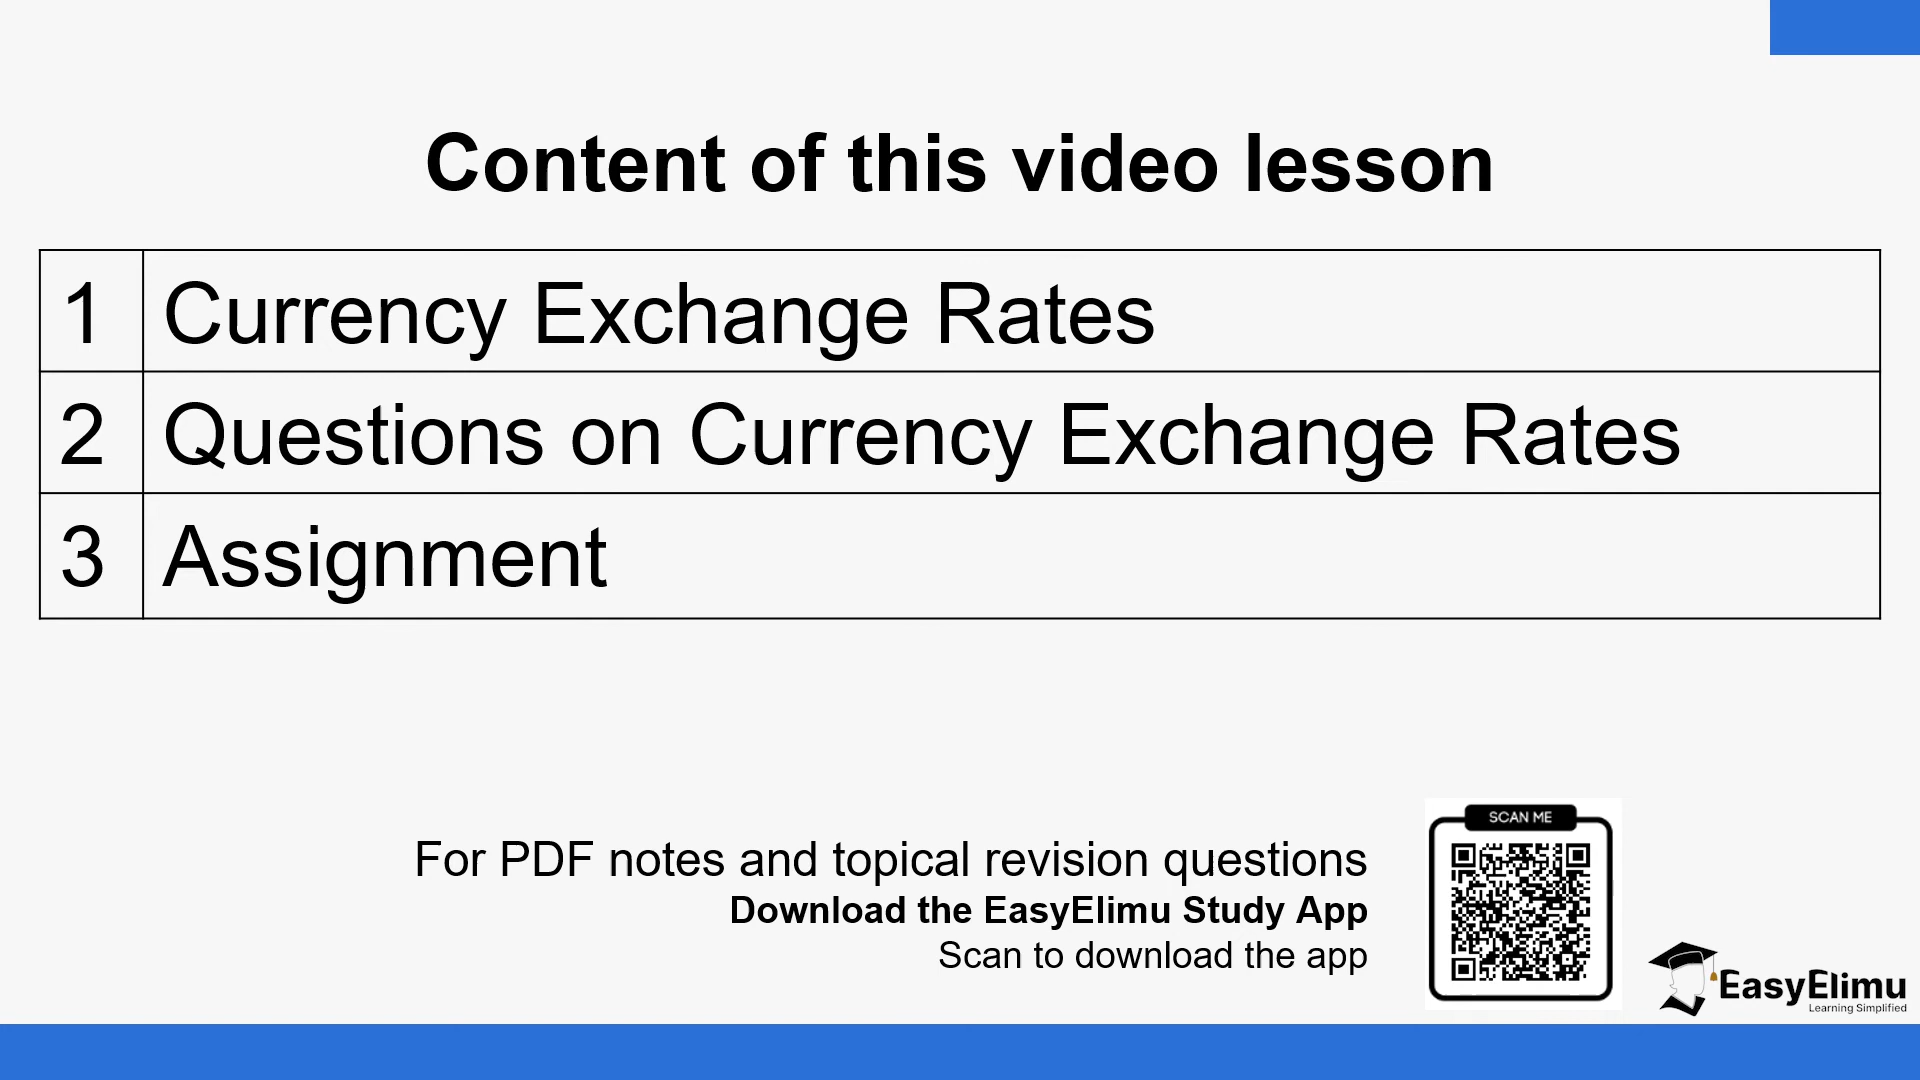 Content of this video lesson
1 Currency Exchange Rates
2 Questions on Currency Exchange Rates
3 Assignment
For PDF notes and topical revision questions
Download the EasyElimu Study App
Scan to download the app
SCAN ME
EasyElimu
Learning Simplified